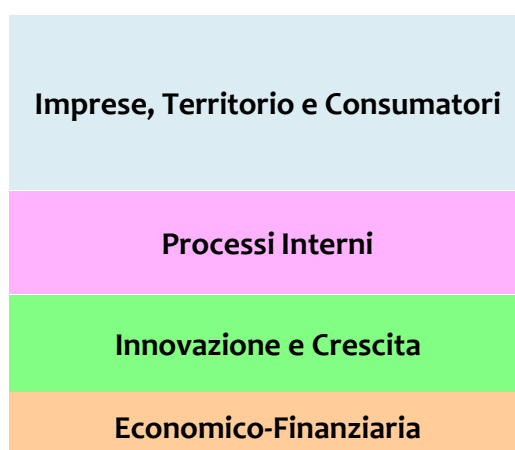 Imprese, Territorio e Consumatori
Processi Interni
Innovazione e Crescita
Economico-Finanziaria